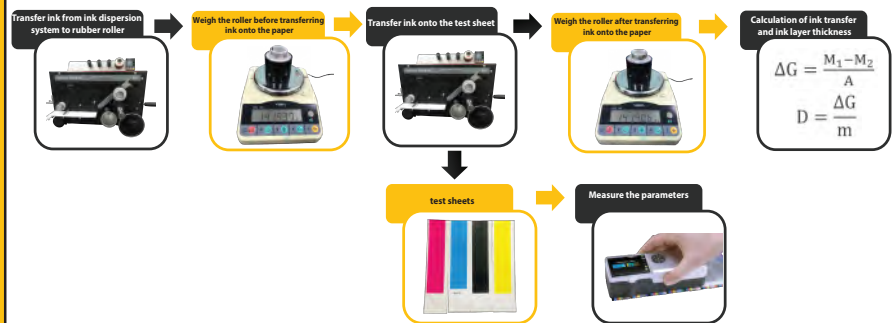 Transfer ink from ink dispersion
system to rubber roller
Weigh the roller before transferring
ink onto the paper
Transfer ink onto the test sheet
Weigh the roller after transferring
ink onto the paper
Calculation of ink transfer
and ink layer thickness
ΔG = (M₁−M₂)/A
D = ΔG/m
test sheets
Measure the parameters